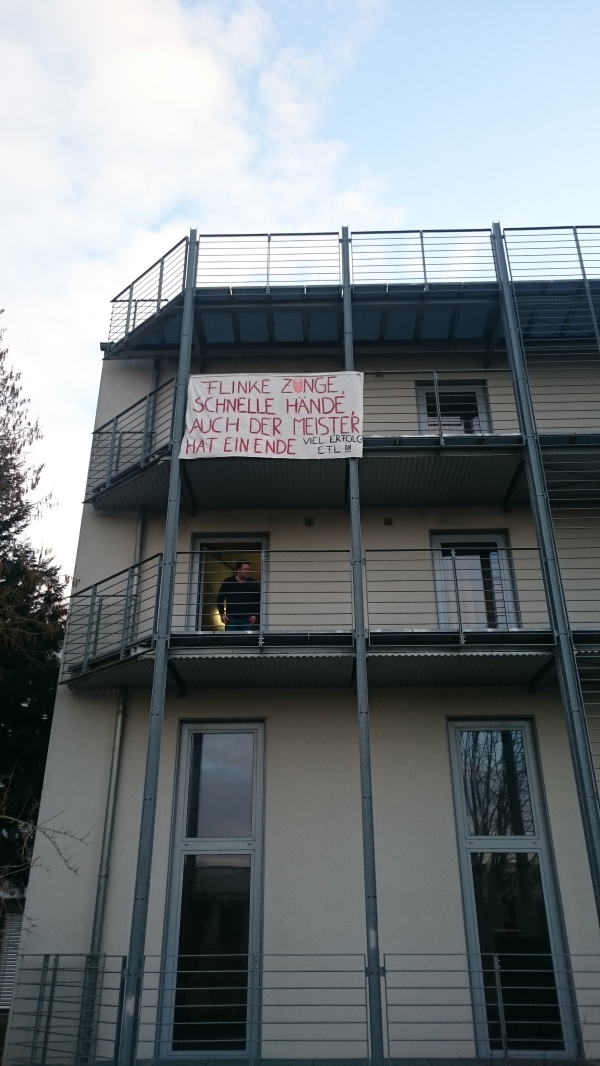 FLINKE ZUNGE,
SCHNELLE HÄNDE,
AUCH DER MEISTER
HAT EIN ENDE VIEL ERFOLG
ETL !!!